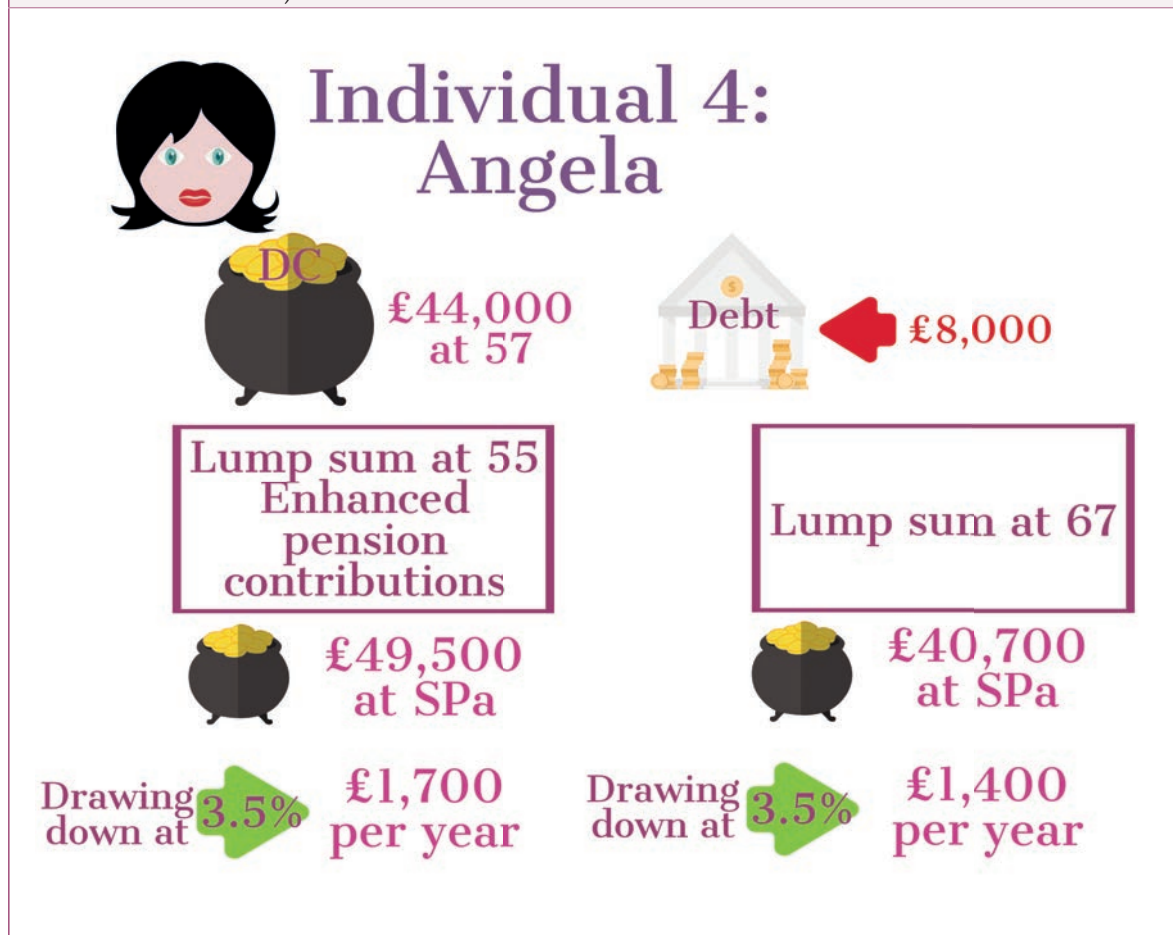 Individual 4:
Angela
DC
£44,000
at 57
$
Debt
£8,000
Lump sum at 55
Enhanced
pension
contributions
Lump sum at 67
£49,500
at SPa
£40,700
at SPa
Drawing
down at
3.5%
£1,700
per year
Drawing
down at
3.5%
£1,400
per year